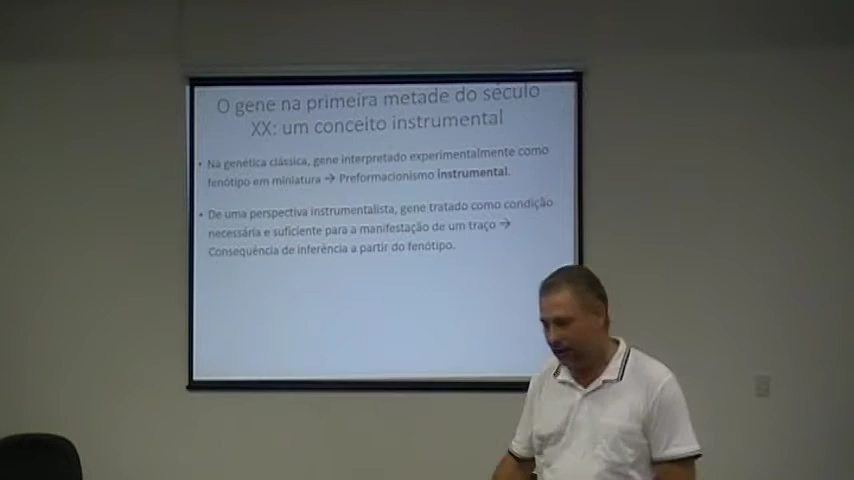 O gene na primeira metade do século
XX: um conceito instrumental
• Na genética clássica, gene interpretado experimentalmente como
fenótipo em miniatura → Preformacionismo instrumental.
• De uma perspectiva instrumentalista, gene tratado como condição
necessária e suficiente para a manifestação de um traço →
Consequência de inferência a partir do fenótipo.